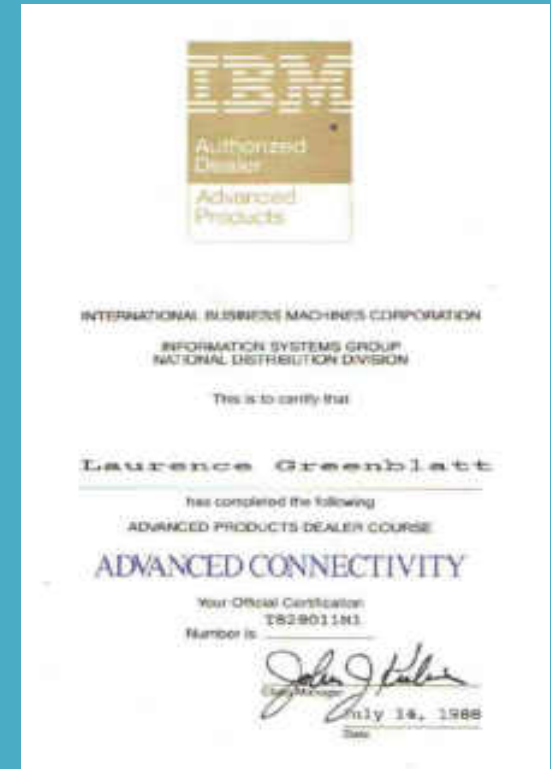 IBM
Authorized
Dealer
Advanced
Products
INTERNATIONAL BUSINESS MACHINES CORPORATION
INFORMATION SYSTEMS GROUP
NATIONAL DISTRIBUTION DIVISION
This is to certify that
Laurence Greenblatt
has completed the following
ADVANCED PRODUCTS DEALER COURSE
ADVANCED CONNECTIVITY
Your Official Certification
Number is
John J
Manager
July 14, 1988
Date